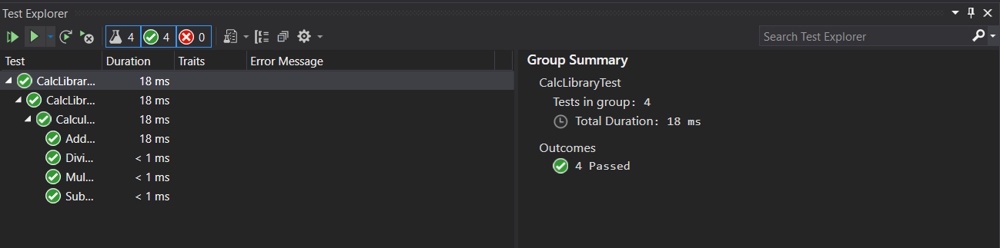 Test Explorer
4 4 0
Search Test Explorer
Test Duration Traits Error Message
CalcLibrar... 18 ms
CalcLibr... 18 ms
Calcul... 18 ms
Add... 18 ms
Divi... < 1 ms
Mul... < 1 ms
Sub... < 1 ms
Group Summary
CalcLibraryTest
Tests in group: 4
Total Duration: 18 ms
Outcomes
4 Passed